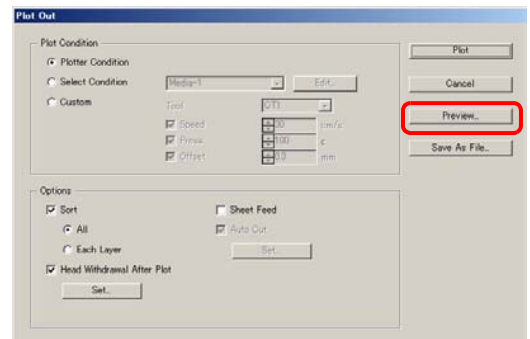 Plot Out
Plot Condition
Plotter Condition
Select Condition Media-1 Edit..
Custom Tool CT1
Speed 30 cm/s
Press 100 g
Offset 0.3 mm
Plot
Cancel
Preview..
Save As File..
Options
Sort
All
Each Layer
Head Withdrawal After Plot
Set..
Sheet Feed
Auto Cut
Set..